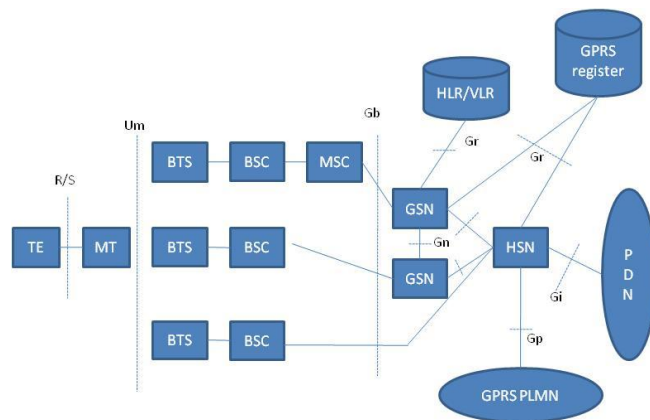 GPRS
register
HLR/VLR
Um
Gb
Gr
Gr
BTS
BSC
MSC
R/S
GSN
TE
MT
BTS
BSC
Gn
GSN
HSN
P
D
N
Gi
BTS
BSC
Gp
GPRS PLMN